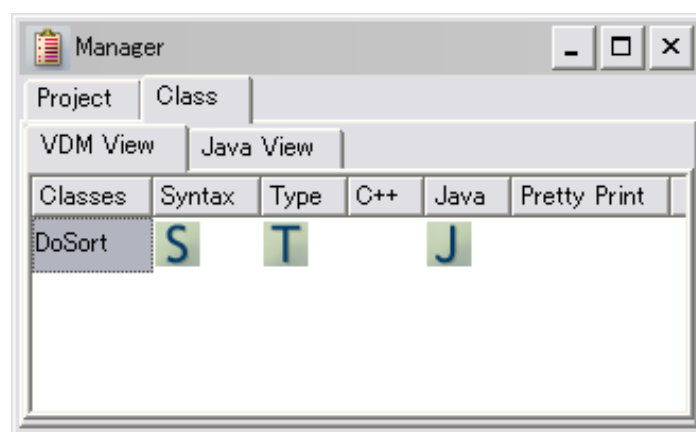 Manager
Project Class
VDM View Java View
Classes Syntax Type C++ Java Pretty Print
DoSort S T J